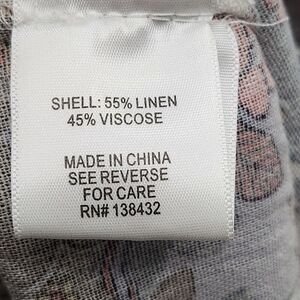 SHELL: 55% LINEN
45% VISCOSE
MADE IN CHINA
SEE REVERSE
FOR CARE
RN# 138432